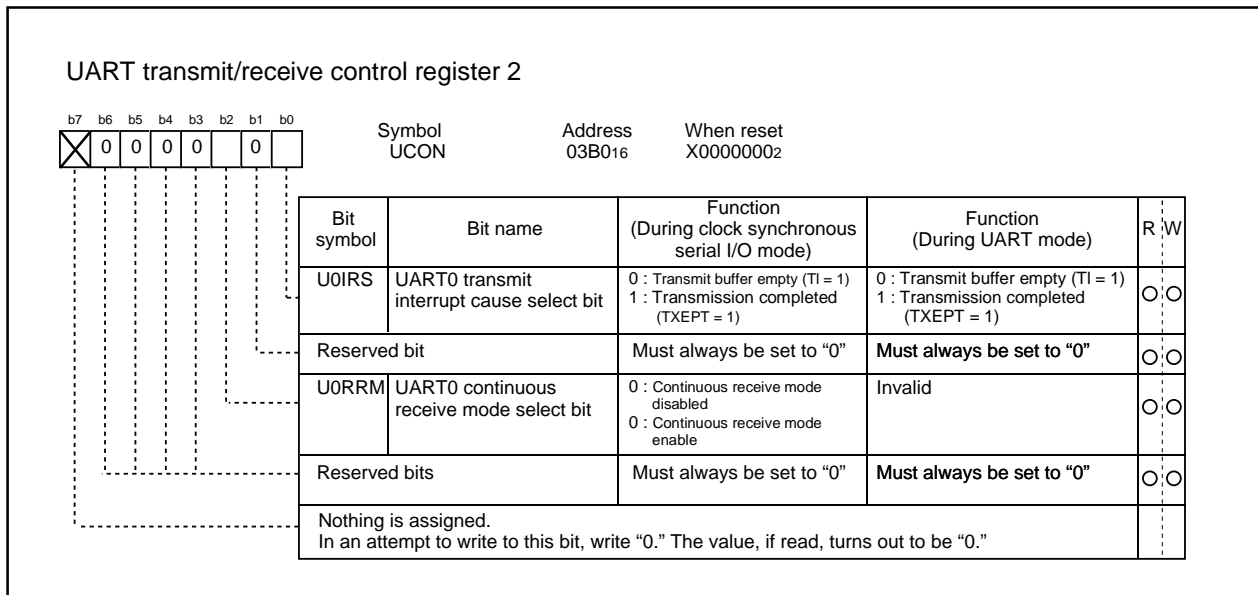 UART transmit/receive control register 2
b7 b6 b5 b4 b3 b2 b1 b0
0 0 0 0 0
Symbol Address When reset
UCON 03B016 X00000002
Bit symbol Bit name Function (During clock synchronous serial I/O mode) Function (During UART mode) R W
U0IRS UART0 transmit interrupt cause select bit
0 : Transmit buffer empty (TI = 1)
1 : Transmission completed
(TXEPT = 1)
0 : Transmit buffer empty (TI = 1)
1 : Transmission completed
(TXEPT = 1)
Reserved bit Must always be set to “0” Must always be set to “0”
U0RRM UART0 continuous receive mode select bit
0 : Continuous receive mode
disabled
0 : Continuous receive mode
enable
Invalid
Reserved bits Must always be set to “0” Must always be set to “0”
Nothing is assigned.
In an attempt to write to this bit, write “0.” The value, if read, turns out to be “0.”